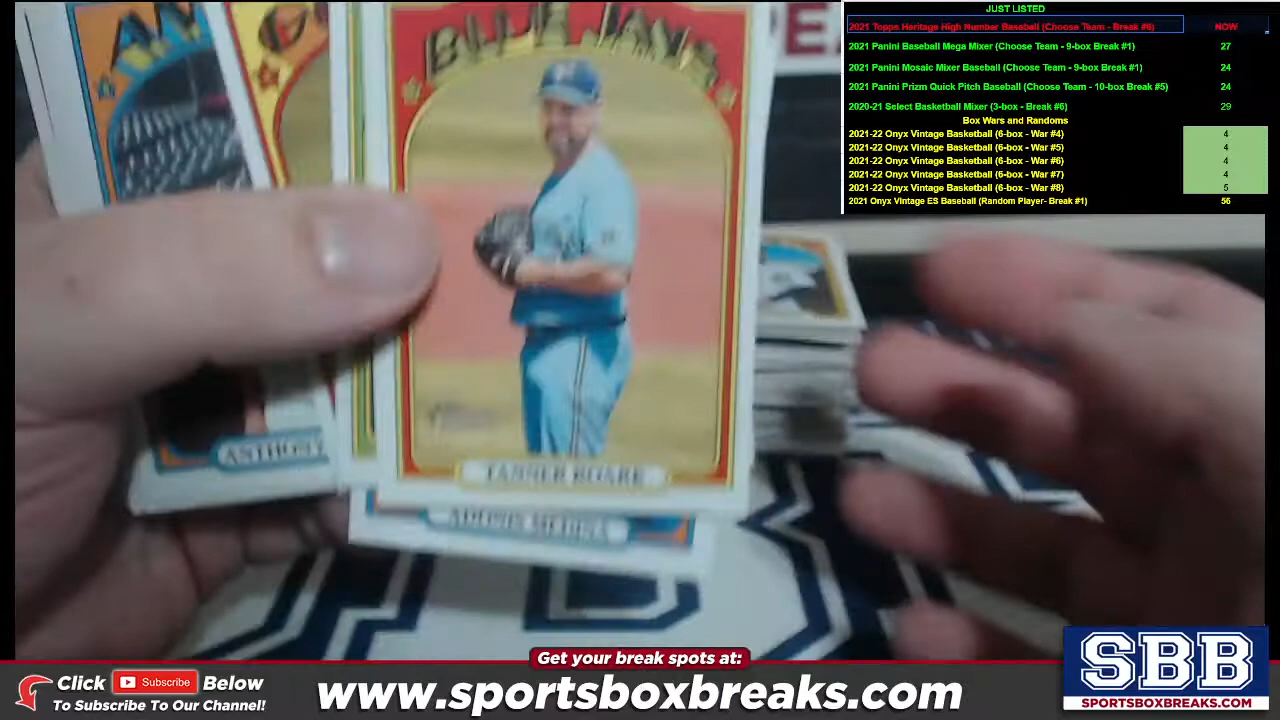 JUST LISTED
2021 Topps Heritage High Number Baseball (Choose Team - Break #6) NOW
2021 Panini Baseball Mega Mixer (Choose Team - 9-box Break #1) 27
2021 Panini Mosaic Mixer Baseball (Choose Team - 9-box Break #1) 24
2021 Panini Prizm Quick Pitch Baseball (Choose Team - 10-box Break #5) 24
2020-21 Select Basketball Mixer (3-box - Break #6) 29
Box Wars and Randoms
2021-22 Onyx Vintage Basketball (6-box - War #4) 4
2021-22 Onyx Vintage Basketball (6-box - War #5) 4
2021-22 Onyx Vintage Basketball (6-box - War #6) 4
2021-22 Onyx Vintage Basketball (6-box - War #7) 4
2021-22 Onyx Vintage Basketball (6-box - War #8) 5
2021 Onyx Vintage ES Baseball (Random Player- Break #1) 56
BLUE JAYS
TANNER ROARK
ANTHONY
ADONIS MEDINA
Get your break spots at:
Click Subscribe Below
To Subscribe To Our Channel!
www.sportsboxbreaks.com
SBB
SPORTSBOXBREAKS.COM